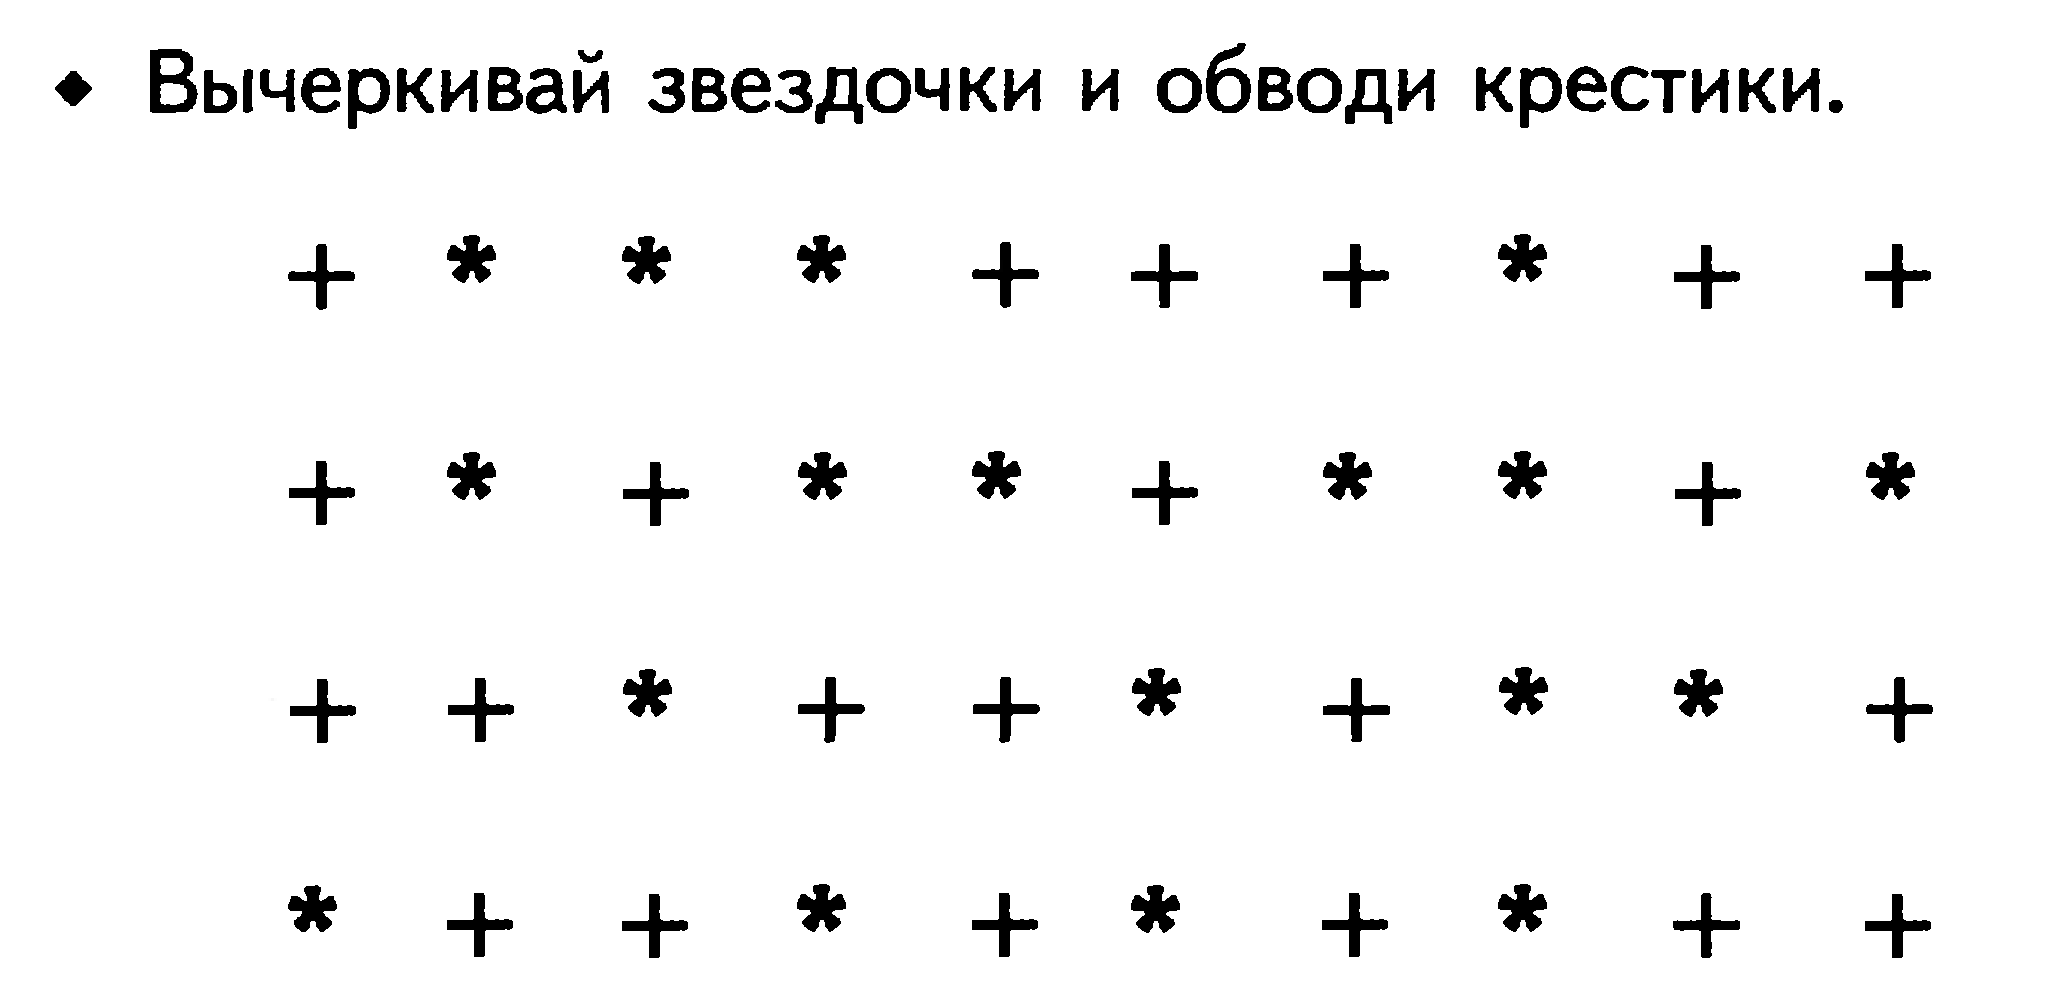 ◆ Вычеркивай звездочки и обводи крестики.
+ * * * + + + * + +
+ * + * * + * * + *
+ + * + + * + * * +
* + + * + * + * + +